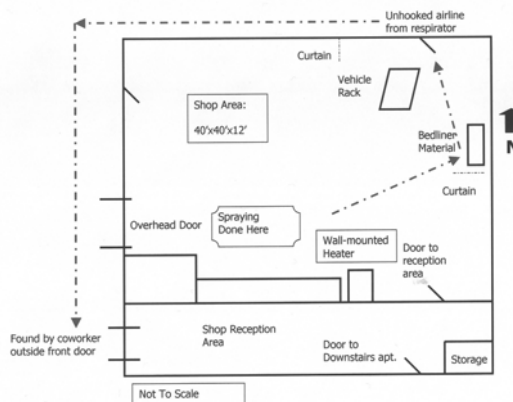 Unhooked airline
from respirator
Curtain
Vehicle
Rack
Shop Area:
40'x40'x12'
Bedliner
Material
N
Curtain
Overhead Door
Spraying
Done Here
Wall-mounted
Heater
Door to
reception
area
Found by coworker
outside front door
Shop Reception
Area
Door to
Downstairs apt.
Storage
Not To Scale